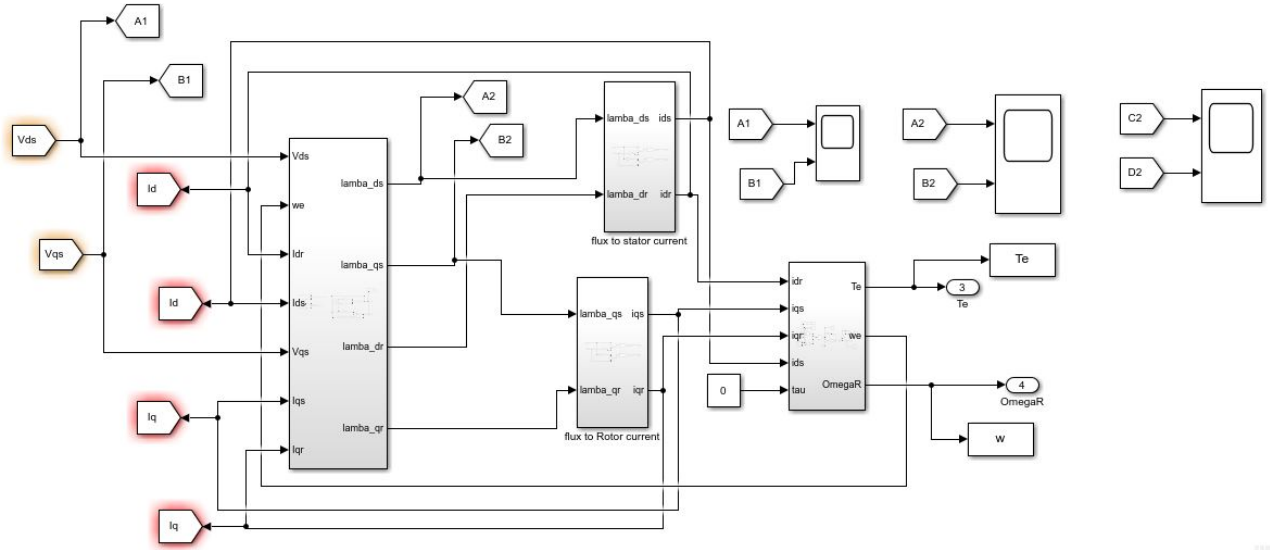 A1
B1
Vds
Vqs
Id
Id
Iq
Iq
Vds
we
Idr
Ids
Vqs
Iqs
Iqr
lamba_ds
lamba_qs
lamba_dr
lamba_qr
A2
B2
lamba_ds
lamba_dr
ids
idr
flux to stator current
lamba_qs
lamba_qr
iqs
iqr
flux to Rotor current
A1
B1
A2
B2
C2
D2
0
idr
iqs
iqr
ids
tau
Te
we
OmegaR
Te
3
Te
4
OmegaR
w